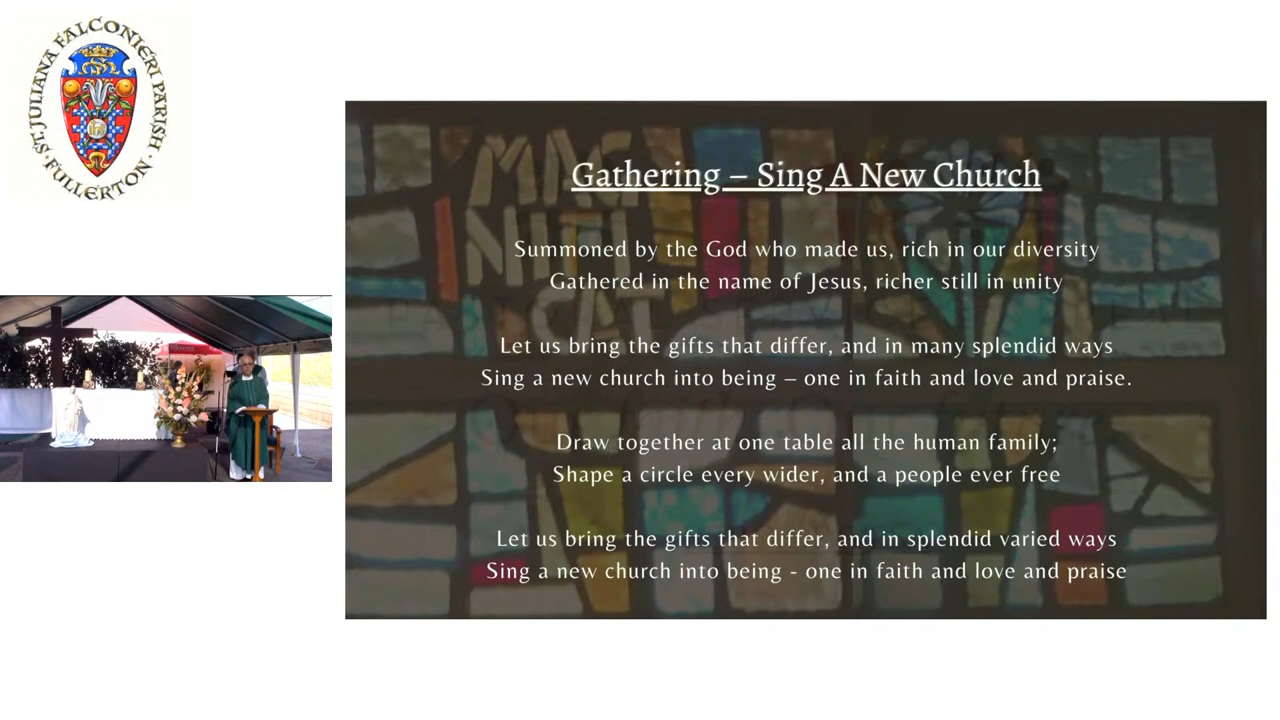 ST. JULIANA FALCONIERI PARISH · FULLERTON ·
MAG
NIFI
CAT
Gathering – Sing A New Church
Summoned by the God who made us, rich in our diversity
Gathered in the name of Jesus, richer still in unity
Let us bring the gifts that differ, and in many splendid ways
Sing a new church into being – one in faith and love and praise.
Draw together at one table all the human family;
Shape a circle every wider, and a people ever free
Let us bring the gifts that differ, and in splendid varied ways
Sing a new church into being - one in faith and love and praise